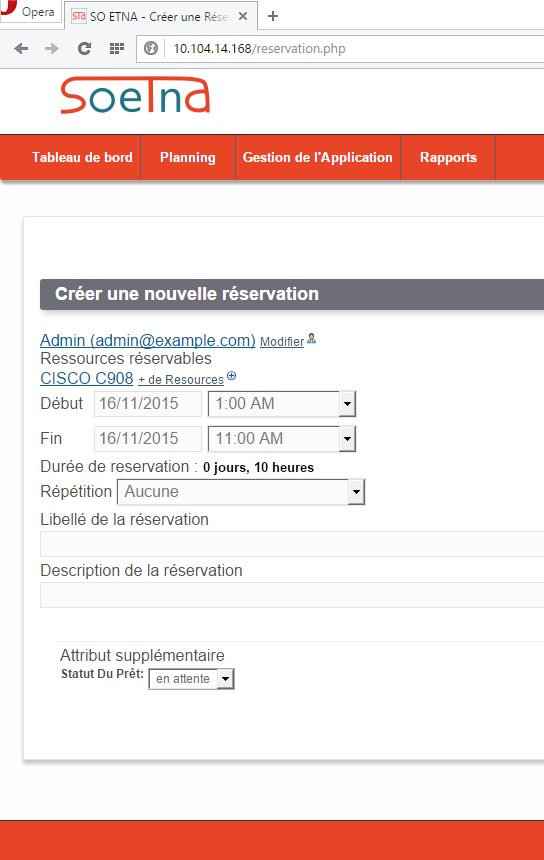 Opera
SO ETNA - Créer une Rése
10.104.14.168/reservation.php
soeTna
Tableau de bord Planning Gestion de l'Application Rapports
Créer une nouvelle réservation
Admin (admin@example.com) Modifier
Ressources réservables
CISCO C908 + de Resources
Début 16/11/2015 1:00 AM
Fin 16/11/2015 11:00 AM
Durée de reservation : 0 jours, 10 heures
Répétition Aucune
Libellé de la réservation
Description de la réservation
Attribut supplémentaire
Statut Du Prêt: en attente